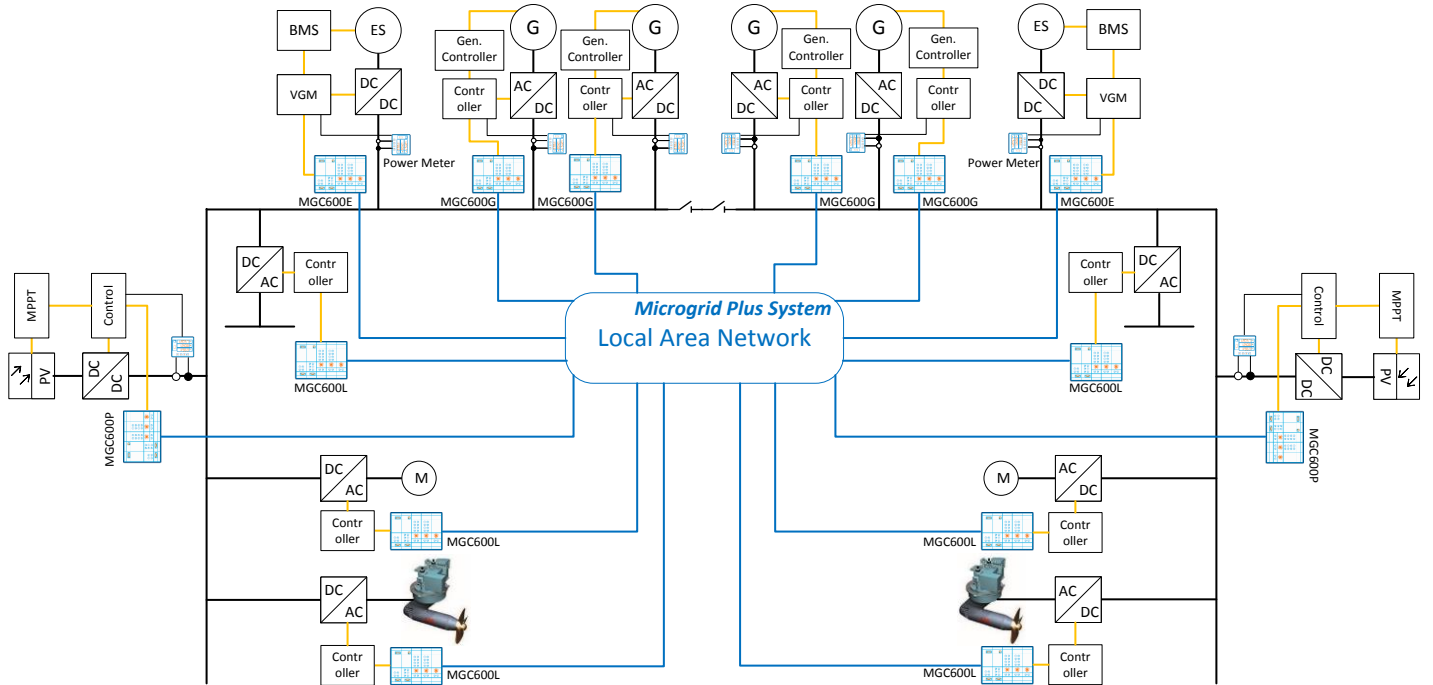 BMS
ES
Gen.
Controller
G
Gen.
Controller
G
G
Gen.
Controller
G
Gen.
Controller
ES
BMS
VGM
DC
DC
Contr
oller
AC
DC
Contr
oller
AC
DC
AC
DC
Contr
oller
AC
DC
Contr
oller
DC
DC
VGM
Power Meter
Power Meter
MGC600E
MGC600G
MGC600G
MGC600G
MGC600G
MGC600E
DC
AC
Contr
oller
Contr
oller
DC
AC
MPPT
Control
Control
MPPT
Microgrid Plus System
Local Area Network
PV
DC
DC
MGC600L
MGC600L
DC
DC
PV
MGC600P
MGC600P
DC
AC
M
M
AC
DC
Contr
oller
MGC600L
MGC600L
Contr
oller
DC
AC
AC
DC
Contr
oller
MGC600L
MGC600L
Contr
oller